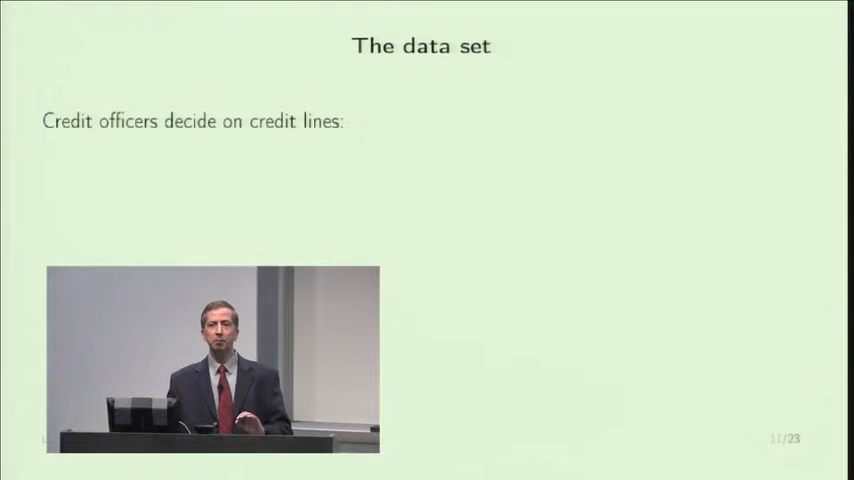 The data set
Credit officers decide on credit lines:
11/23